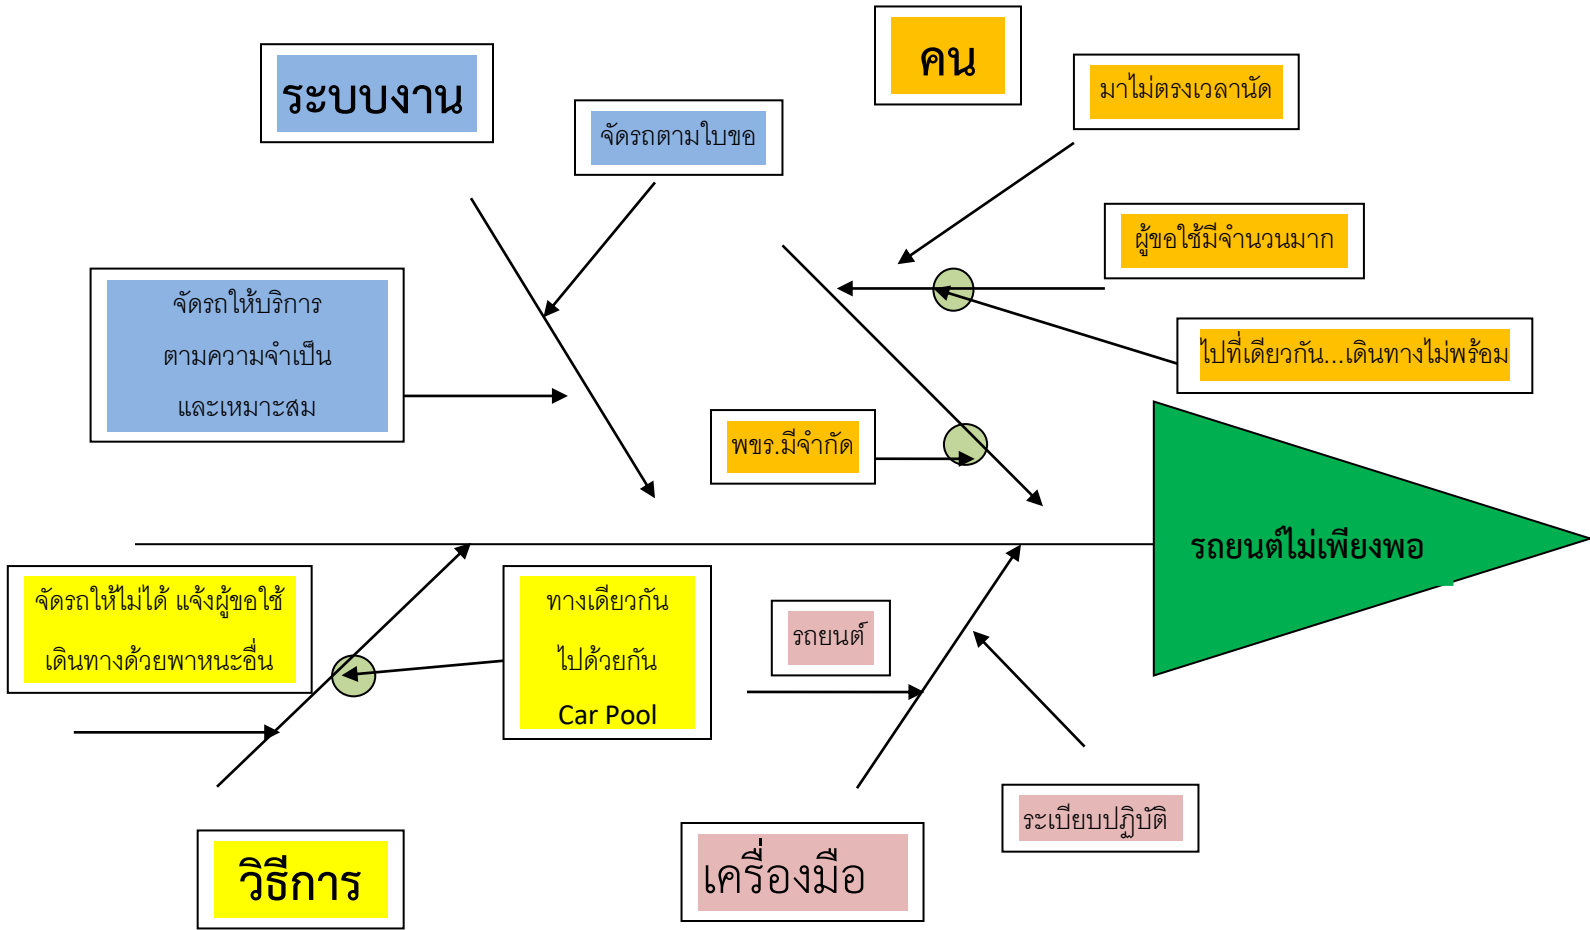 คน
ระบบงาน
มาไม่ตรงเวลานัด
จัดรถตามใบขอ
ผู้ขอใช้มีจำนวนมาก
จัดรถให้บริการ
ตามความจำเป็น
และเหมาะสม
ไปที่เดียวกัน...เดินทางไม่พร้อม
พขร.มีจำกัด
รถยนต์ไม่เพียงพอ
จัดรถให้ไม่ได้ แจ้งผู้ขอใช้
เดินทางด้วยพาหนะอื่น
ทางเดียวกัน
ไปด้วยกัน
Car Pool
รถยนต์
ระเบียบปฏิบัติ
วิธีการ
เครื่องมือ